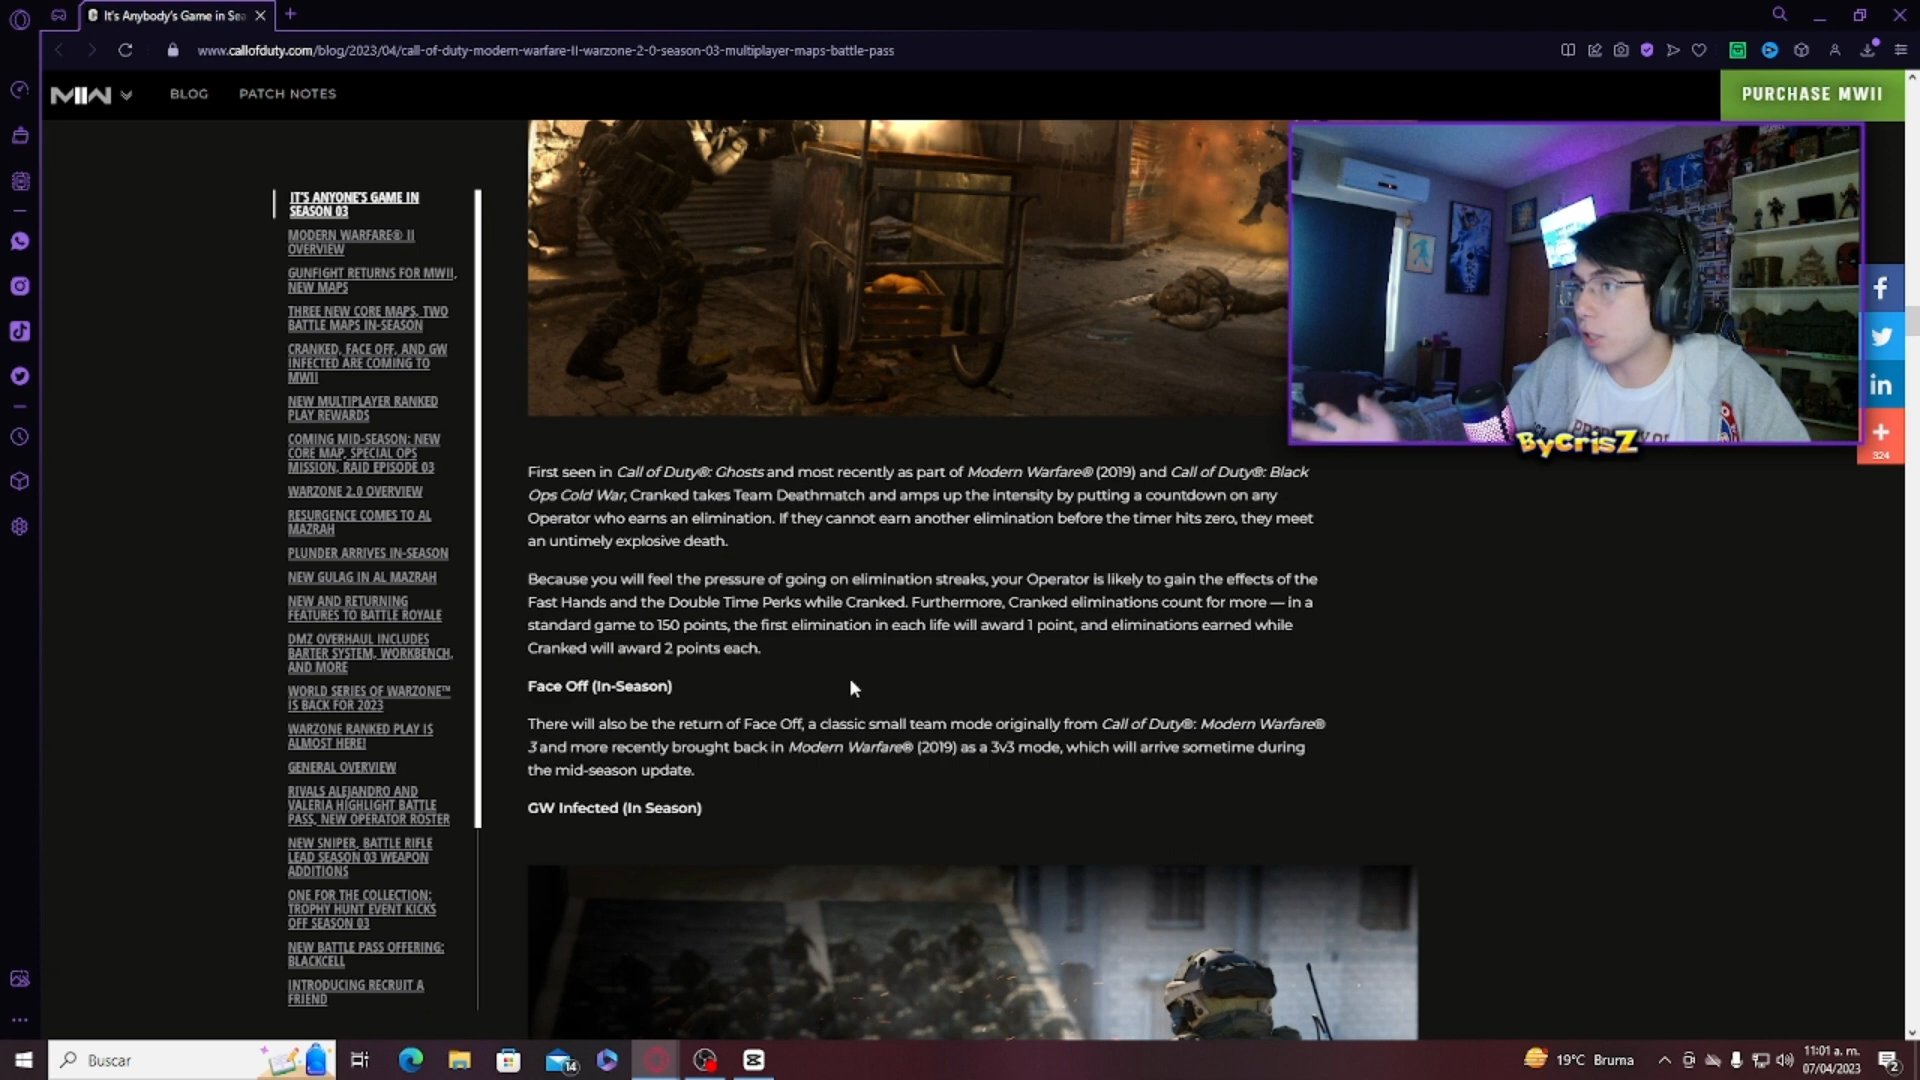 It's Anybody's Game in Sea
www.callofduty.com/blog/2023/04/call-of-duty-modern-warfare-II-warzone-2-0-season-03-multiplayer-maps-battle-pass
MWII
BLOG
PATCH NOTES
PURCHASE MWII
IT'S ANYONE'S GAME IN
SEASON 03
MODERN WARFARE® II
OVERVIEW
GUNFIGHT RETURNS FOR MWII,
NEW MAPS
THREE NEW CORE MAPS, TWO
BATTLE MAPS IN-SEASON
CRANKED, FACE OFF, AND GW
INFECTED ARE COMING TO
MWII
NEW MULTIPLAYER RANKED
PLAY REWARDS
COMING MID-SEASON: NEW
CORE MAP, SPECIAL OPS
MISSION, RAID EPISODE 03
WARZONE 2.0 OVERVIEW
RESURGENCE COMES TO AL
MAZRAH
PLUNDER ARRIVES IN-SEASON
NEW GULAG IN AL MAZRAH
NEW AND RETURNING
FEATURES TO BATTLE ROYALE
DMZ OVERHAUL INCLUDES
BARTER SYSTEM, WORKBENCH,
AND MORE
WORLD SERIES OF WARZONE™
IS BACK FOR 2023
WARZONE RANKED PLAY IS
ALMOST HERE!
GENERAL OVERVIEW
RIVALS ALEJANDRO AND
VALERIA HIGHLIGHT BATTLE
PASS, NEW OPERATOR ROSTER
NEW SNIPER, BATTLE RIFLE
LEAD SEASON 03 WEAPON
ADDITIONS
ONE FOR THE COLLECTION:
TROPHY HUNT EVENT KICKS
OFF SEASON 03
NEW BATTLE PASS OFFERING:
BLACKCELL
INTRODUCING RECRUIT A
FRIEND
First seen in Call of Duty®: Ghosts and most recently as part of Modern Warfare® (2019) and Call of Duty®: Black
Ops Cold War, Cranked takes Team Deathmatch and amps up the intensity by putting a countdown on any
Operator who earns an elimination. If they cannot earn another elimination before the timer hits zero, they meet
an untimely explosive death.
Because you will feel the pressure of going on elimination streaks, your Operator is likely to gain the effects of the
Fast Hands and the Double Time Perks while Cranked. Furthermore, Cranked eliminations count for more — in a
standard game to 150 points, the first elimination in each life will award 1 point, and eliminations earned while
Cranked will award 2 points each.
Face Off (In-Season)
There will also be the return of Face Off, a classic small team mode originally from Call of Duty®: Modern Warfare®
3 and more recently brought back in Modern Warfare® (2019) as a 3v3 mode, which will arrive sometime during
the mid-season update.
GW Infected (In Season)
ByCrisZ
f
in
+
324
Buscar
14
19°C Bruma
11:01 a. m.
07/04/2023
2